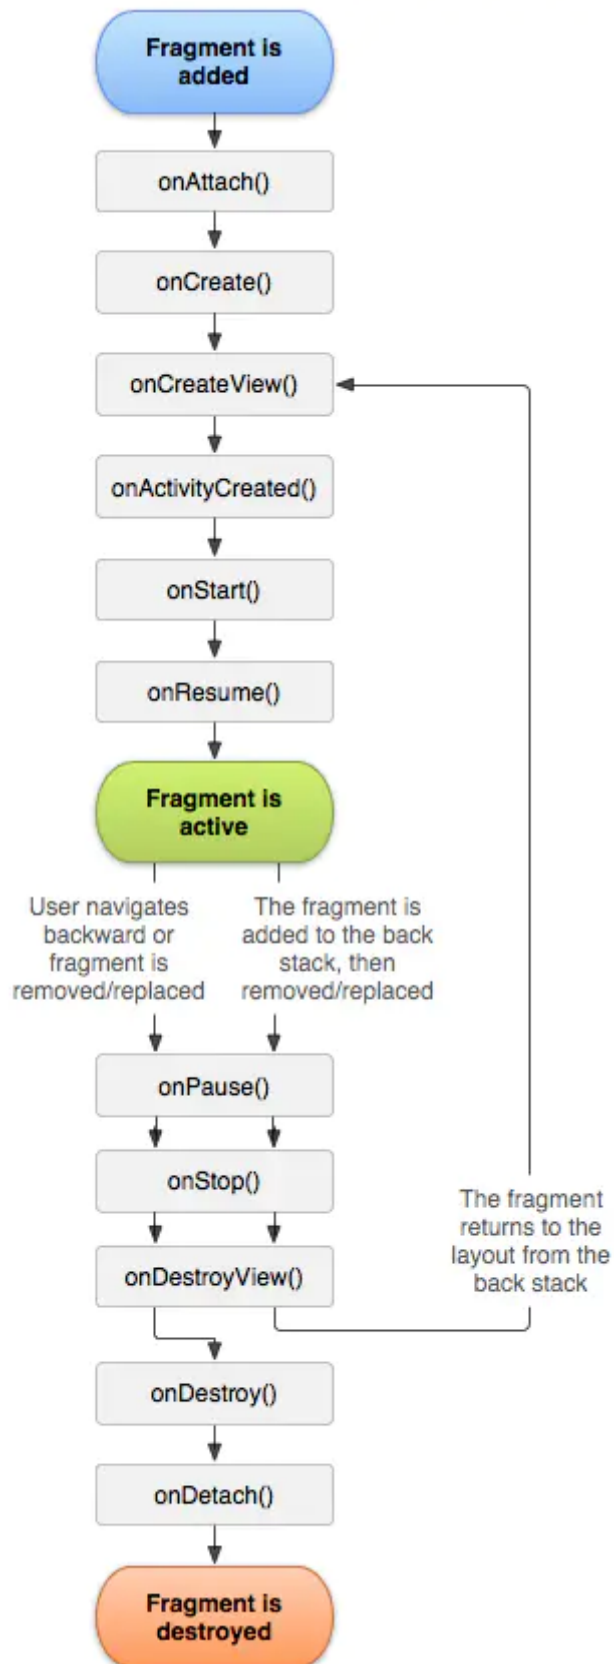 Fragment is
added
onAttach()
onCreate()
onCreateView()
onActivityCreated()
onStart()
onResume()
Fragment is
active
User navigates
backward or
fragment is
removed/replaced
The fragment is
added to the back
stack, then
removed/replaced
onPause()
onStop()
onDestroyView()
The fragment
returns to the
layout from the
back stack
onDestroy()
onDetach()
Fragment is
destroyed